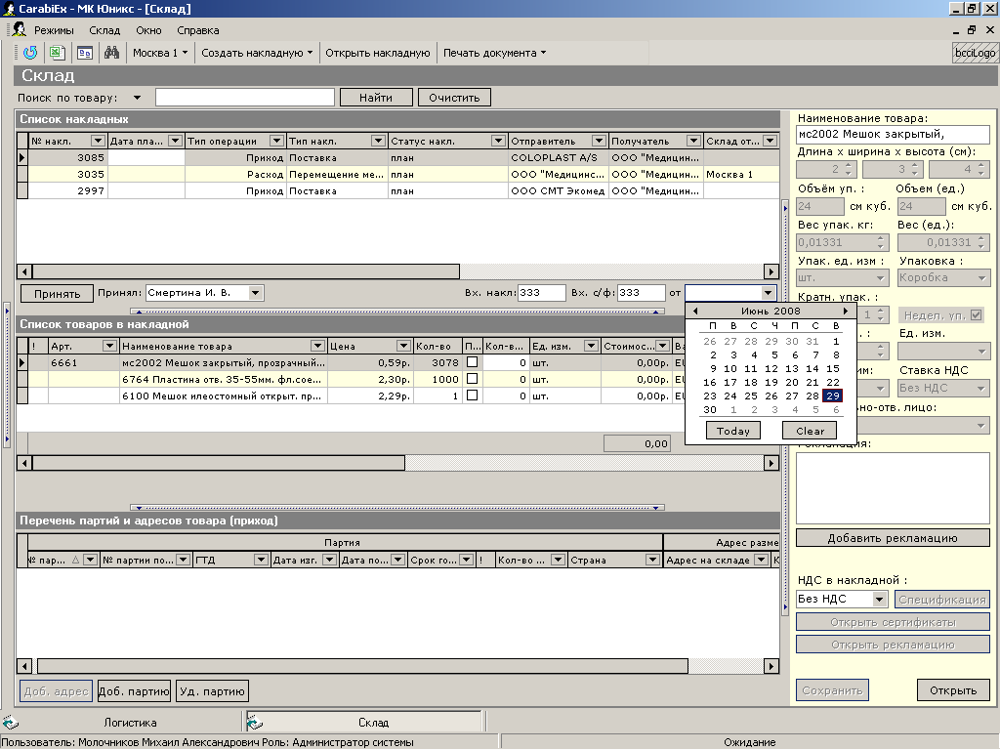 CarabiEx - МК Юникс - [Склад]
Режимы Склад Окно Справка
Москва 1 Создать накладную Открыть накладную Печать документа bcciLogo
Склад
Поиск по товару: Найти Очистить
Список накладных
№ накл. Дата пла... Тип операции Тип накл. Статус накл. Отправитель Получатель Склад от...
3085 Приход Поставка план COLOPLAST A/S ООО "Медицин...
3035 Расход Перемещение ме... план ООО "Медицинс... ООО "Медицин... Москва 1
2997 Приход Поставка план ООО СМТ Экомед ООО "Медицин...
Принять Принял: Смертина И. В. Вх. накл: 333 Вх. с/ф: 333 от
Список товаров в накладной
! Арт. Наименование товара Цена Кол-во П... Кол-в... Ед. изм. Стоимос...
6661 мс2002 Мешок закрытый, прозрачный... 0,59р. 3078 0 шт. 0,00р.
6764 Пластина отв. 35-55мм. фл.сое... 2,30р. 1000 0 шт. 0,00р.
6100 Мешок илеостомный открыт. пр... 2,29р. 1 0 шт. 0,00р.
0,00
Июнь 2008
П В С Ч П С В
26 27 28 29 30 31 1
2 3 4 5 6 7 8
9 10 11 12 13 14 15
16 17 18 19 20 21 22
23 24 25 26 27 28 29
30 1 2 3 4 5 6
Today Clear
Перечень партий и адресов товара (приход)
Партия Адрес разме
№ пар... № партии по... ГТД Дата изг. Дата по... Срок го... ! Кол-во ... Страна Адрес на складе К
Доб. адрес Доб. партию Уд. партию
Наименование товара:
мс2002 Мешок закрытый,
Длина x ширина x высота (см):
2 3 4
Объём уп. : Объем (ед.)
24 см куб. 24 см куб.
Вес упак. кг: Вес (ед.):
0,01331 0,01331
Упак. ед. изм : Упаковка :
шт. Коробка
Кратн. упак. :
1 Недел. уп.
Ед. изм.
Ставка НДС
Без НДС
ьно-отв. лицо:
Рекламация:
Добавить рекламацию
НДС в накладной :
Без НДС Спецификация
Открыть сертификаты
Открыть рекламацию
Сохранить Открыть
Логистика Склад
Пользователь: Молочников Михаил Александрович Роль: Администратор системы Ожидание